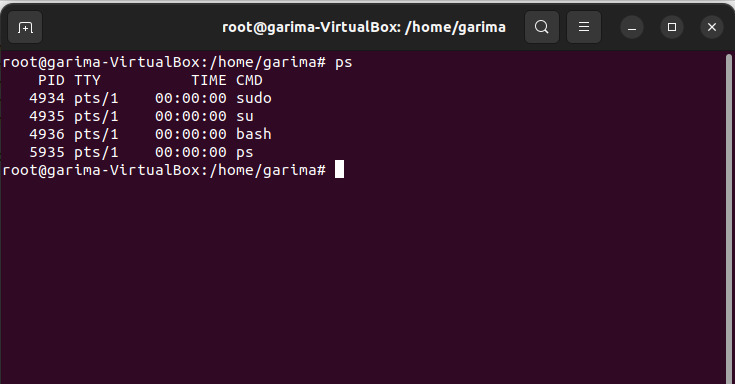 root@garima-VirtualBox: /home/garima
root@garima-VirtualBox:/home/garima# ps
    PID TTY          TIME CMD
   4934 pts/1    00:00:00 sudo
   4935 pts/1    00:00:00 su
   4936 pts/1    00:00:00 bash
   5935 pts/1    00:00:00 ps
root@garima-VirtualBox:/home/garima#